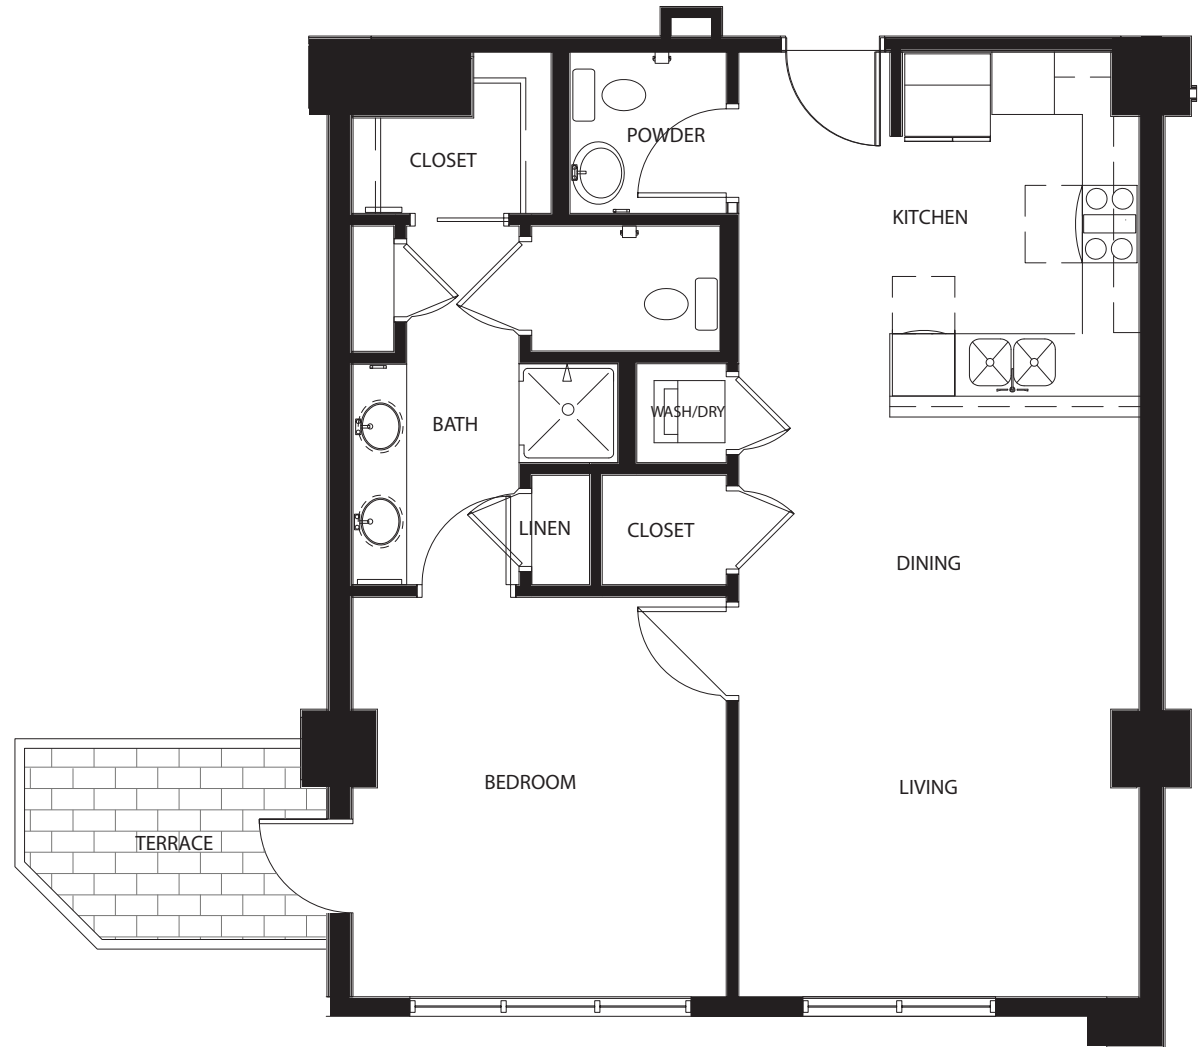 POWDER
CLOSET
KITCHEN
WASH/DRY
BATH
LINEN
CLOSET
DINING
BEDROOM
LIVING
TERRACE